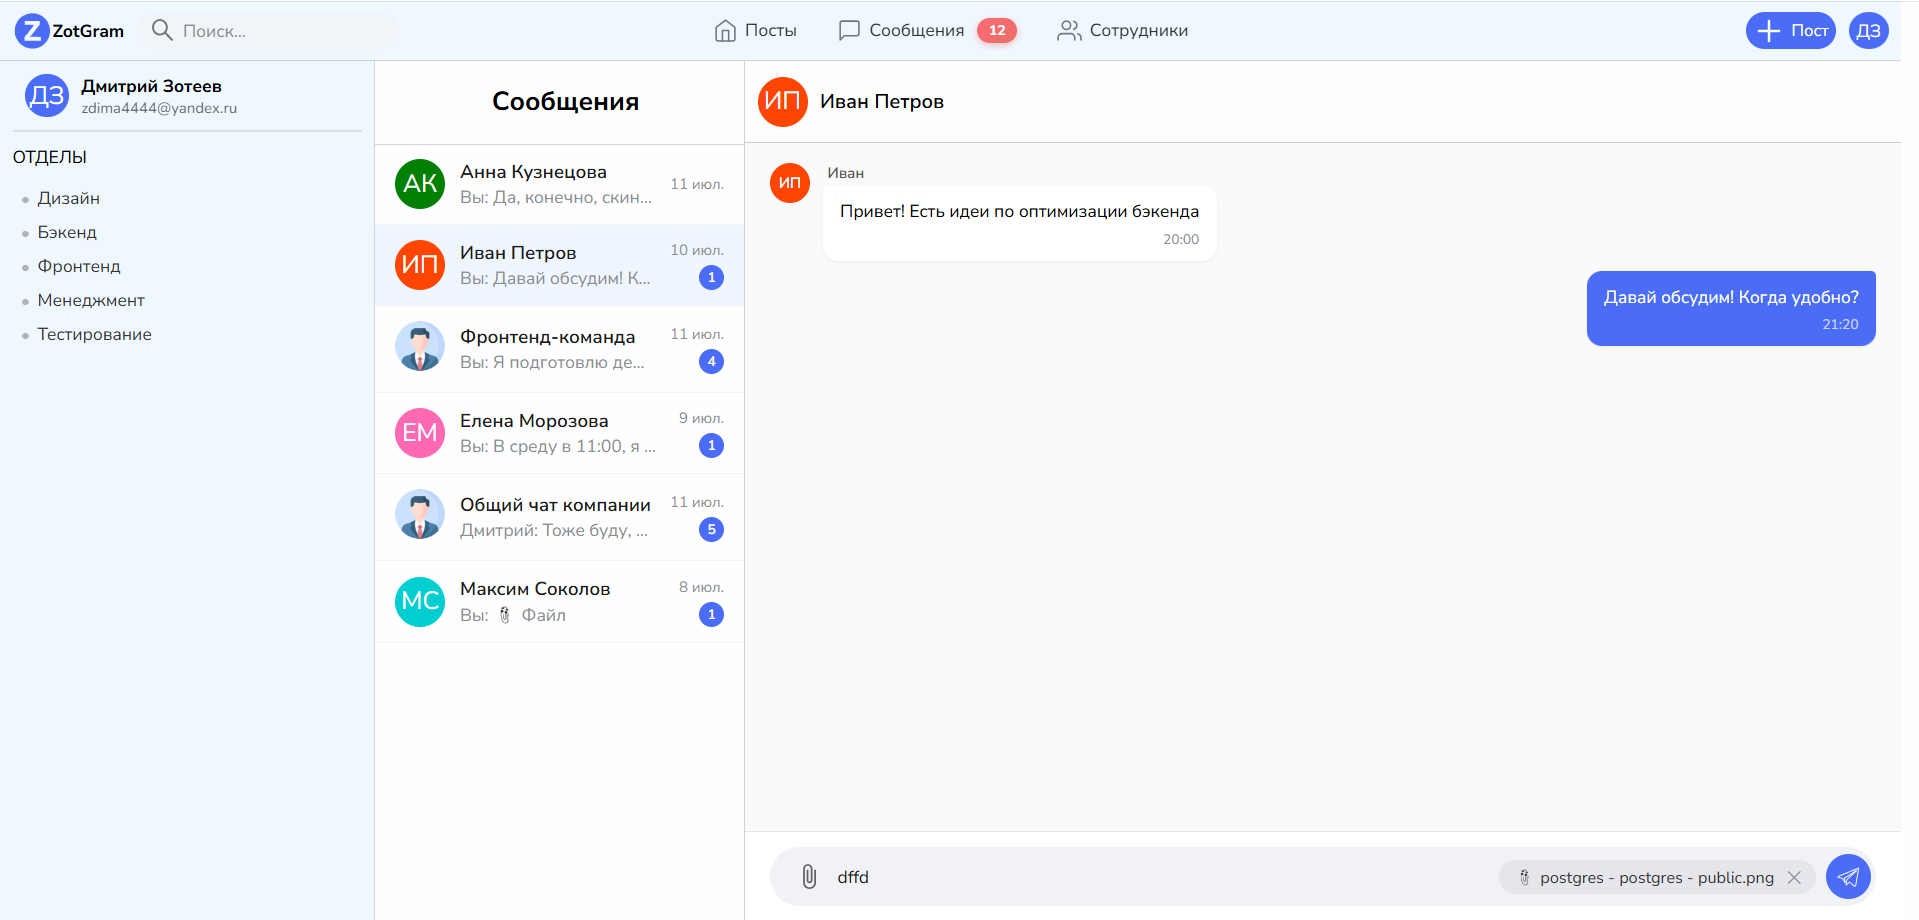 Z ZotGram
Поиск...
Посты
Сообщения 12
Сотрудники
Пост
ДЗ
ДЗ
Дмитрий Зотеев
zdima4444@yandex.ru
ОТДЕЛЫ
Дизайн
Бэкенд
Фронтенд
Менеджмент
Тестирование
Сообщения
АК
Анна Кузнецова
11 июл.
Вы: Да, конечно, скин...
ИП
Иван Петров
10 июл.
Вы: Давай обсудим! К...
1
Фронтенд-команда
11 июл.
Вы: Я подготовлю де...
4
ЕМ
Елена Морозова
9 июл.
Вы: В среду в 11:00, я ...
1
Общий чат компании
11 июл.
Дмитрий: Тоже буду, ...
5
МС
Максим Соколов
8 июл.
Вы: Файл
1
ИП
Иван Петров
ИП
Иван
Привет! Есть идеи по оптимизации бэкенда
20:00
Давай обсудим! Когда удобно?
21:20
dffd
postgres - postgres - public.png